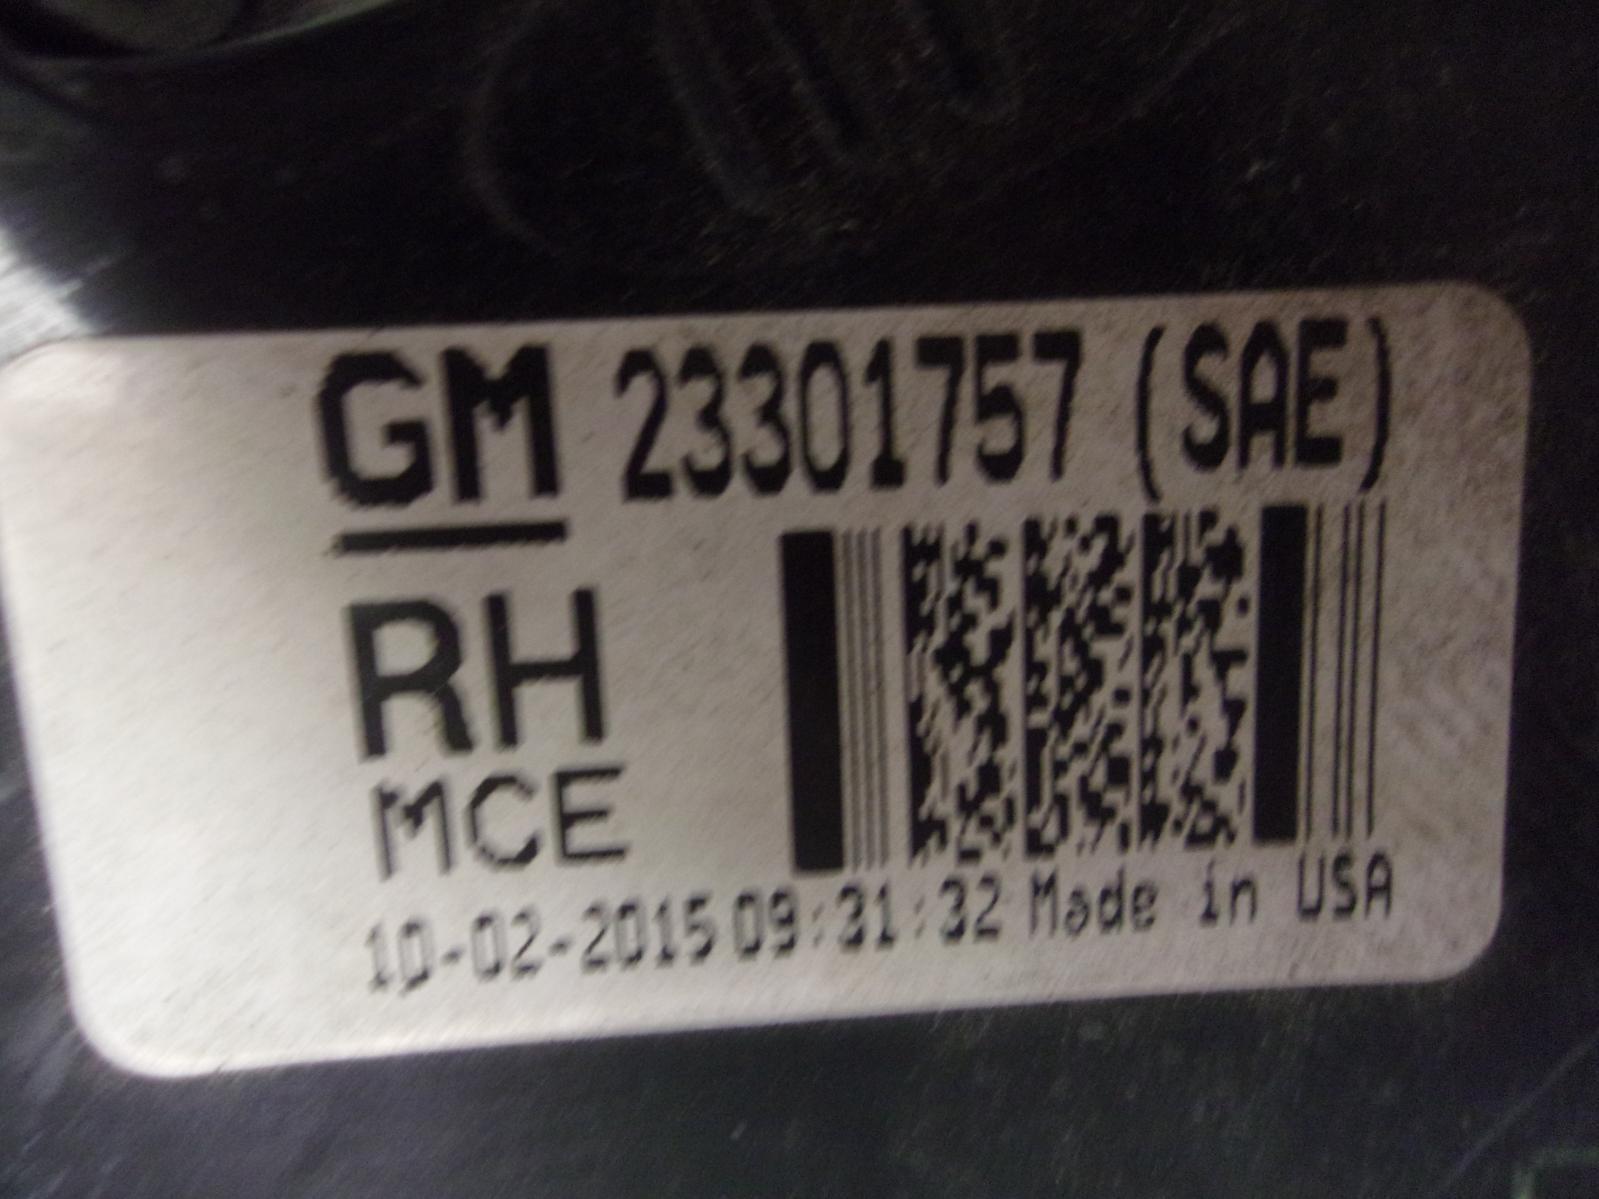 GM 23301757 (SAE)
RH
MCE
10-02-2015 09:31:32 Made in USA